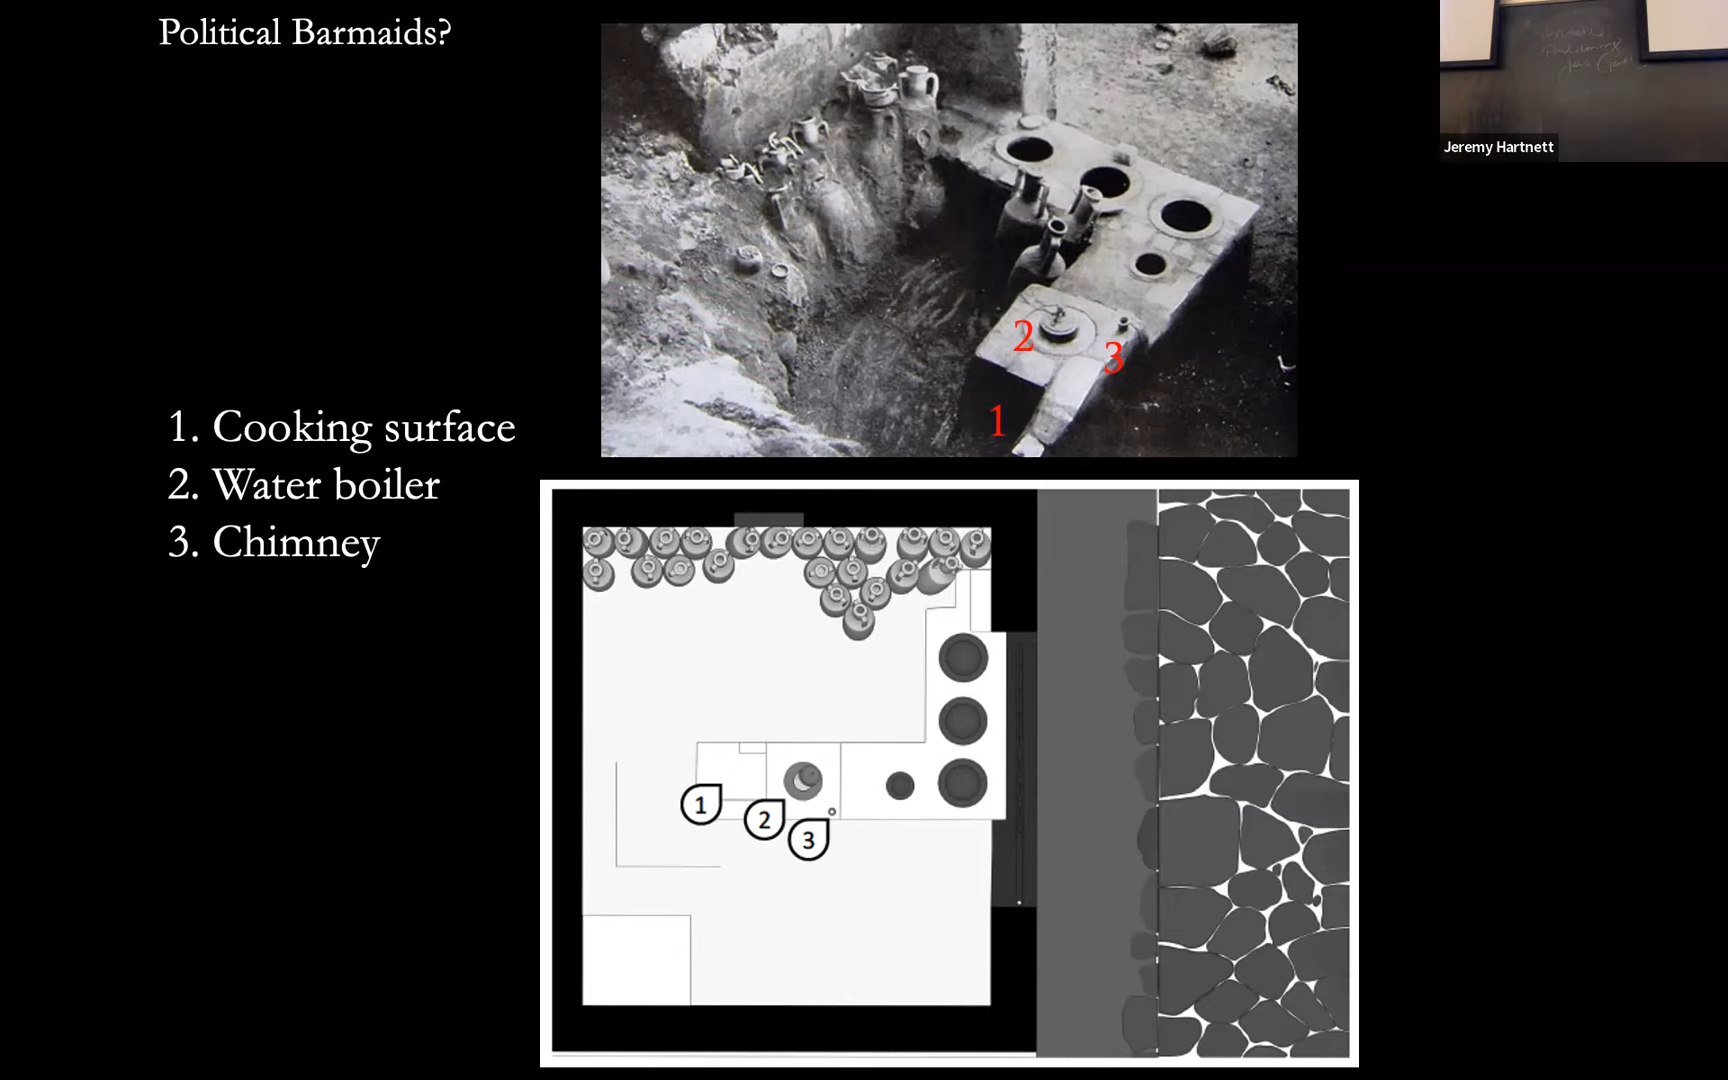 Political Barmaids?
2
3
1
1. Cooking surface
2. Water boiler
3. Chimney
1
2
3
Jeremy Hartnett